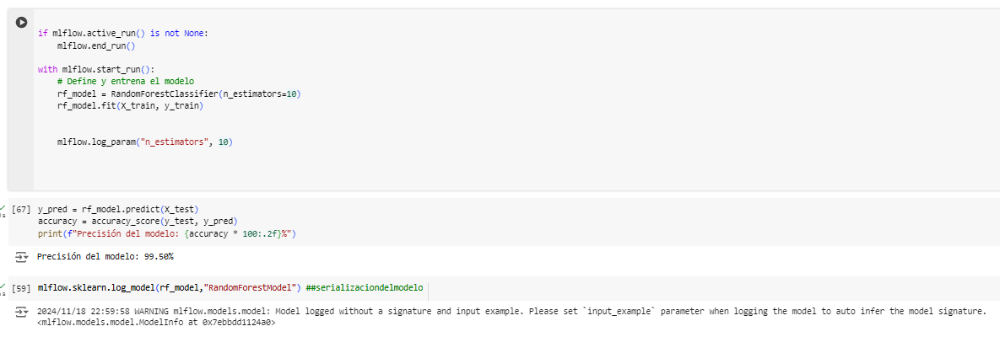 if mlflow.active_run() is not None:
    mlflow.end_run()
with mlflow.start_run():
    # Define y entrena el modelo
    rf_model = RandomForestClassifier(n_estimators=10)
    rf_model.fit(X_train, y_train)
    mlflow.log_param("n_estimators", 10)
[67] y_pred = rf_model.predict(X_test)
accuracy = accuracy_score(y_test, y_pred)
print(f"Precisión del modelo: {accuracy * 100:.2f}%")
Precisión del modelo: 99.50%
[59] mlflow.sklearn.log_model(rf_model,"RandomForestModel") ##serializaciondelmodelo
2024/11/18 22:59:58 WARNING mlflow.models.model: Model logged without a signature and input example. Please set `input_example` parameter when logging the model to auto infer the model signature.
<mlflow.models.model.ModelInfo at 0x7ebbdd1124a0>